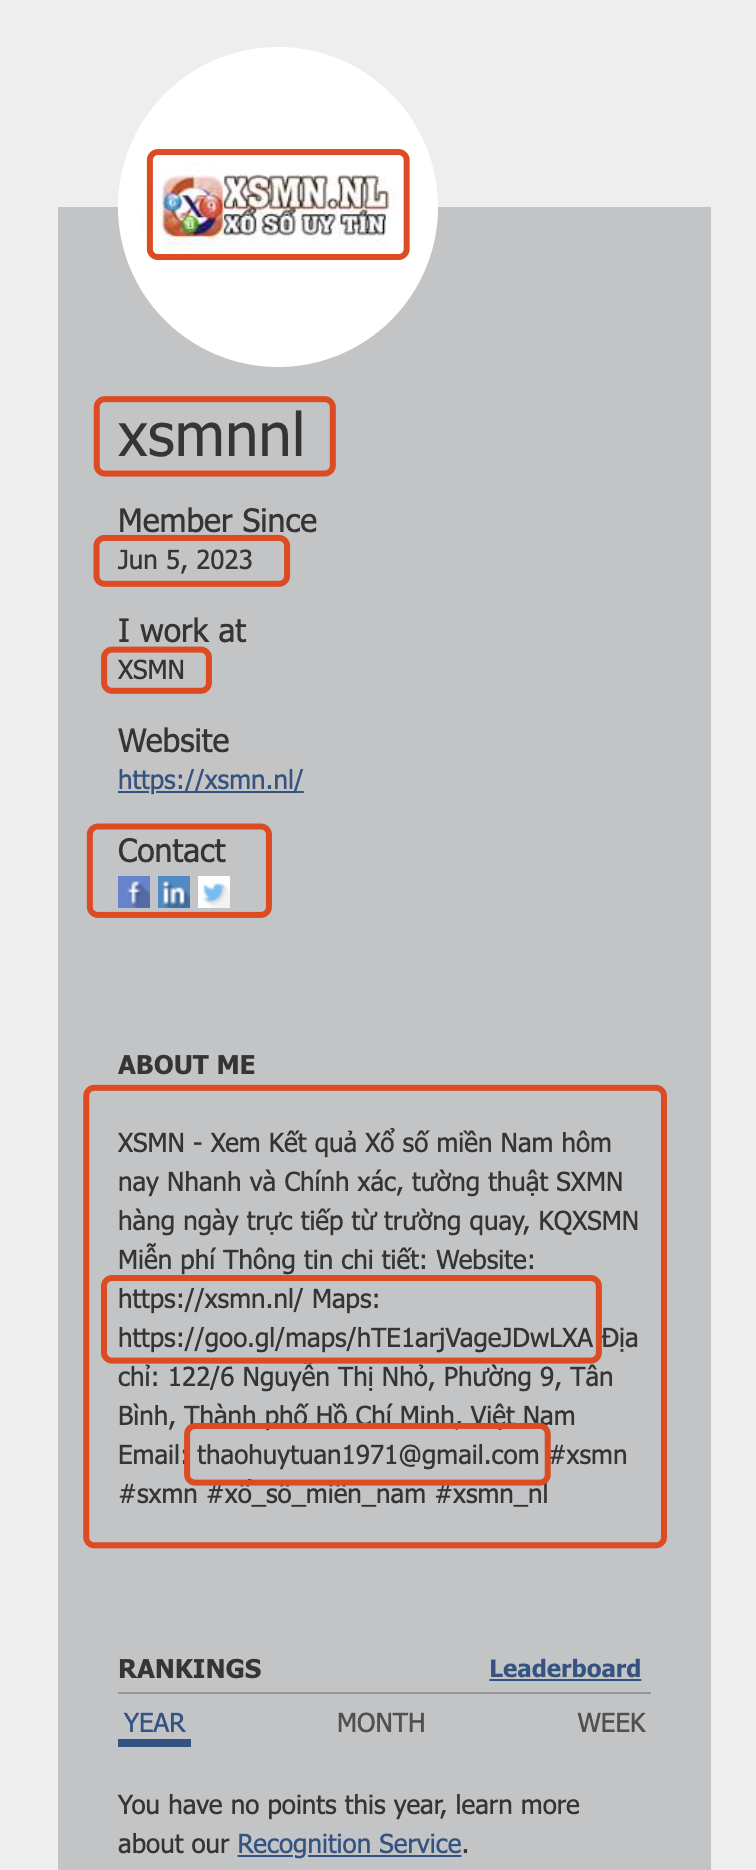 XSMN.NL
XỔ SỐ UY TÍN
xsmnnl
Member Since
Jun 5, 2023
I work at
XSMN
Website
https://xsmn.nl/
Contact
f in
ABOUT ME
XSMN - Xem Kết quả Xổ số miền Nam hôm
nay Nhanh và Chính xác, tường thuật SXMN
hàng ngày trực tiếp từ trường quay, KQXSMN
Miễn phí Thông tin chi tiết: Website:
https://xsmn.nl/ Maps:
https://goo.gl/maps/hTE1arjVageJDwLXA Địa
chỉ: 122/6 Nguyên Thị Nhỏ, Phường 9, Tân
Bình, Thành phố Hồ Chí Minh, Việt Nam
Email: thaohuytuan1971@gmail.com #xsmn
#sxmn #xổ_số_miền_nam #xsmn_nl
RANKINGS Leaderboard
YEAR MONTH WEEK
You have no points this year, learn more
about our Recognition Service.